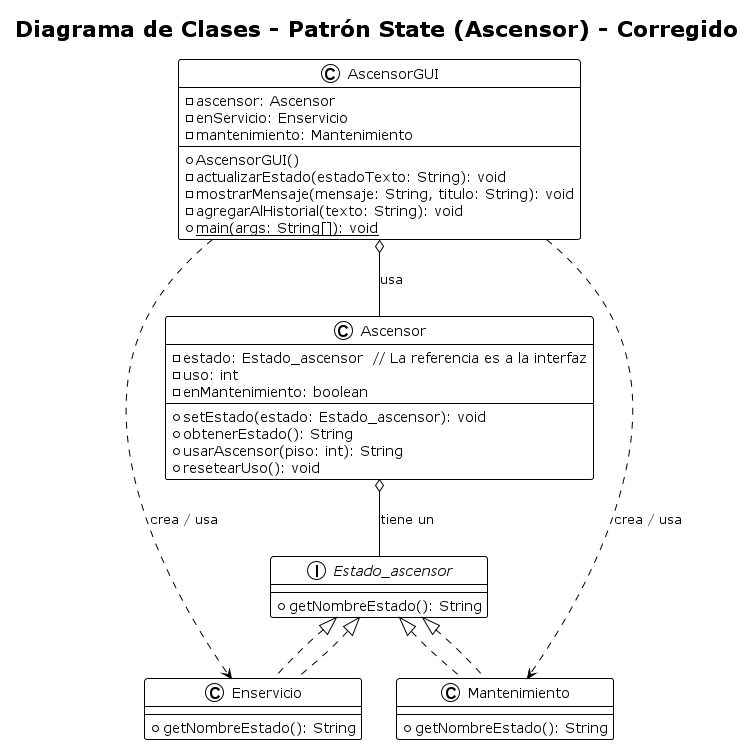 Diagrama de Clases - Patrón State (Ascensor) - Corregido
C AscensorGUI
ascensor: Ascensor
enServicio: Enservicio
mantenimiento: Mantenimiento
AscensorGUI()
actualizarEstado(estadoTexto: String): void
mostrarMensaje(mensaje: String, titulo: String): void
agregarAlHistorial(texto: String): void
main(args: String[]): void
usa
C Ascensor
estado: Estado_ascensor // La referencia es a la interfaz
uso: int
enMantenimiento: boolean
setEstado(estado: Estado_ascensor): void
obtenerEstado(): String
usarAscensor(piso: int): String
resetearUso(): void
crea / usa
tiene un
crea / usa
I Estado_ascensor
getNombreEstado(): String
C Enservicio
getNombreEstado(): String
C Mantenimiento
getNombreEstado(): String